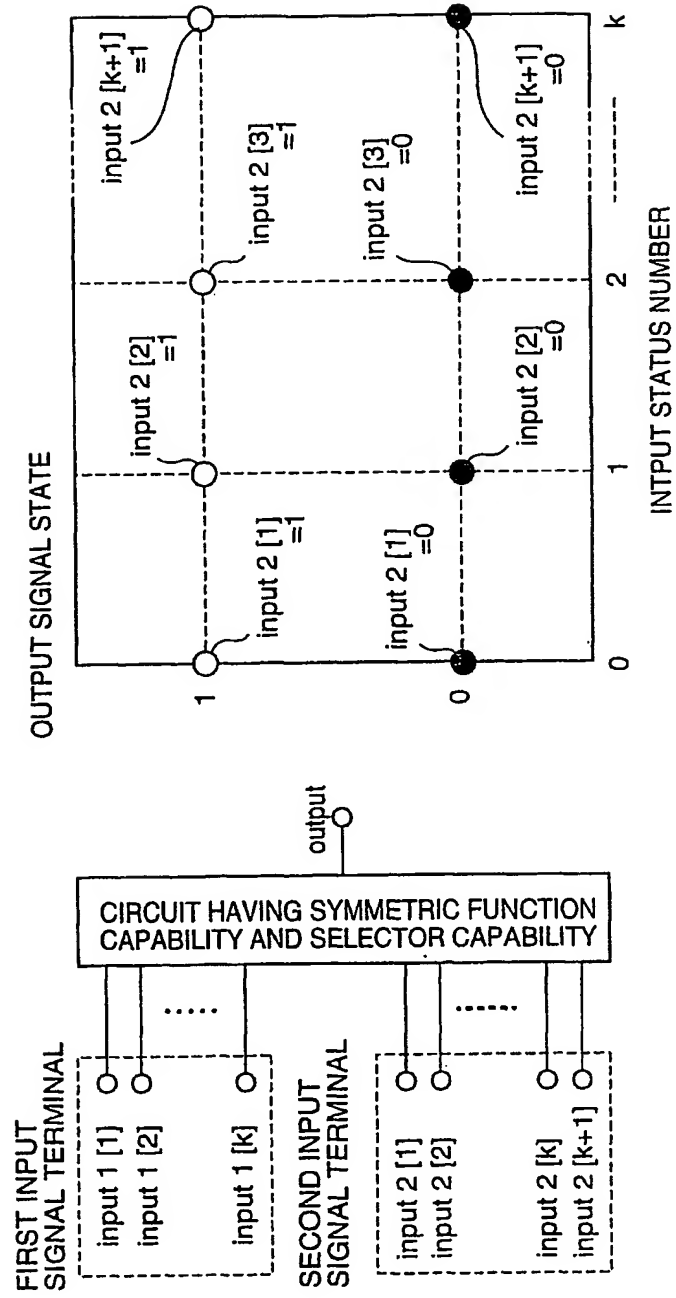 FIRST INPUT
SIGNAL TERMINAL
input 1 [1]
input 1 [2]
input 1 [k]
SECOND INPUT
SIGNAL TERMINAL
input 2 [1]
input 2 [2]
input 2 [k]
input 2 [k+1]
CIRCUIT HAVING SYMMETRIC FUNCTION
CAPABILITY AND SELECTOR CAPABILITY
output
OUTPUT SIGNAL STATE
1
0
input 2 [1]
=1
input 2 [2]
=1
input 2 [3]
=1
input 2 [k+1]
=1
input 2 [1]
=0
input 2 [2]
=0
input 2 [3]
=0
input 2 [k+1]
=0
0
1
2
k
INTPUT STATUS NUMBER